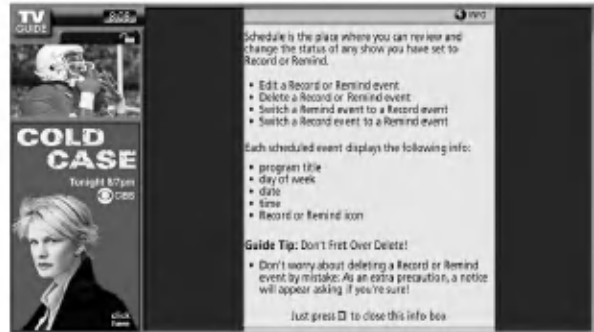 TV
GUIDE
INFO
Schedule is the place where you can review and
change the status of any show you have set to
Record or Remind.
• Edit a Record or Remind event
• Delete a Record or Remind event
• Switch a Remind event to a Record event
• Switch a Record event to a Remind event
Each scheduled event displays the following info:
• program title
• day of week
• date
• time
• Record or Remind icon
Guide Tip: Don't Fret Over Delete!
• Don't worry about deleting a Record or Remind
event by mistake: As an extra precaution, a notice
will appear asking if you're sure!
Just press to close this info box
COLD
CASE
Tonight 8/7pm
CBS
click
here